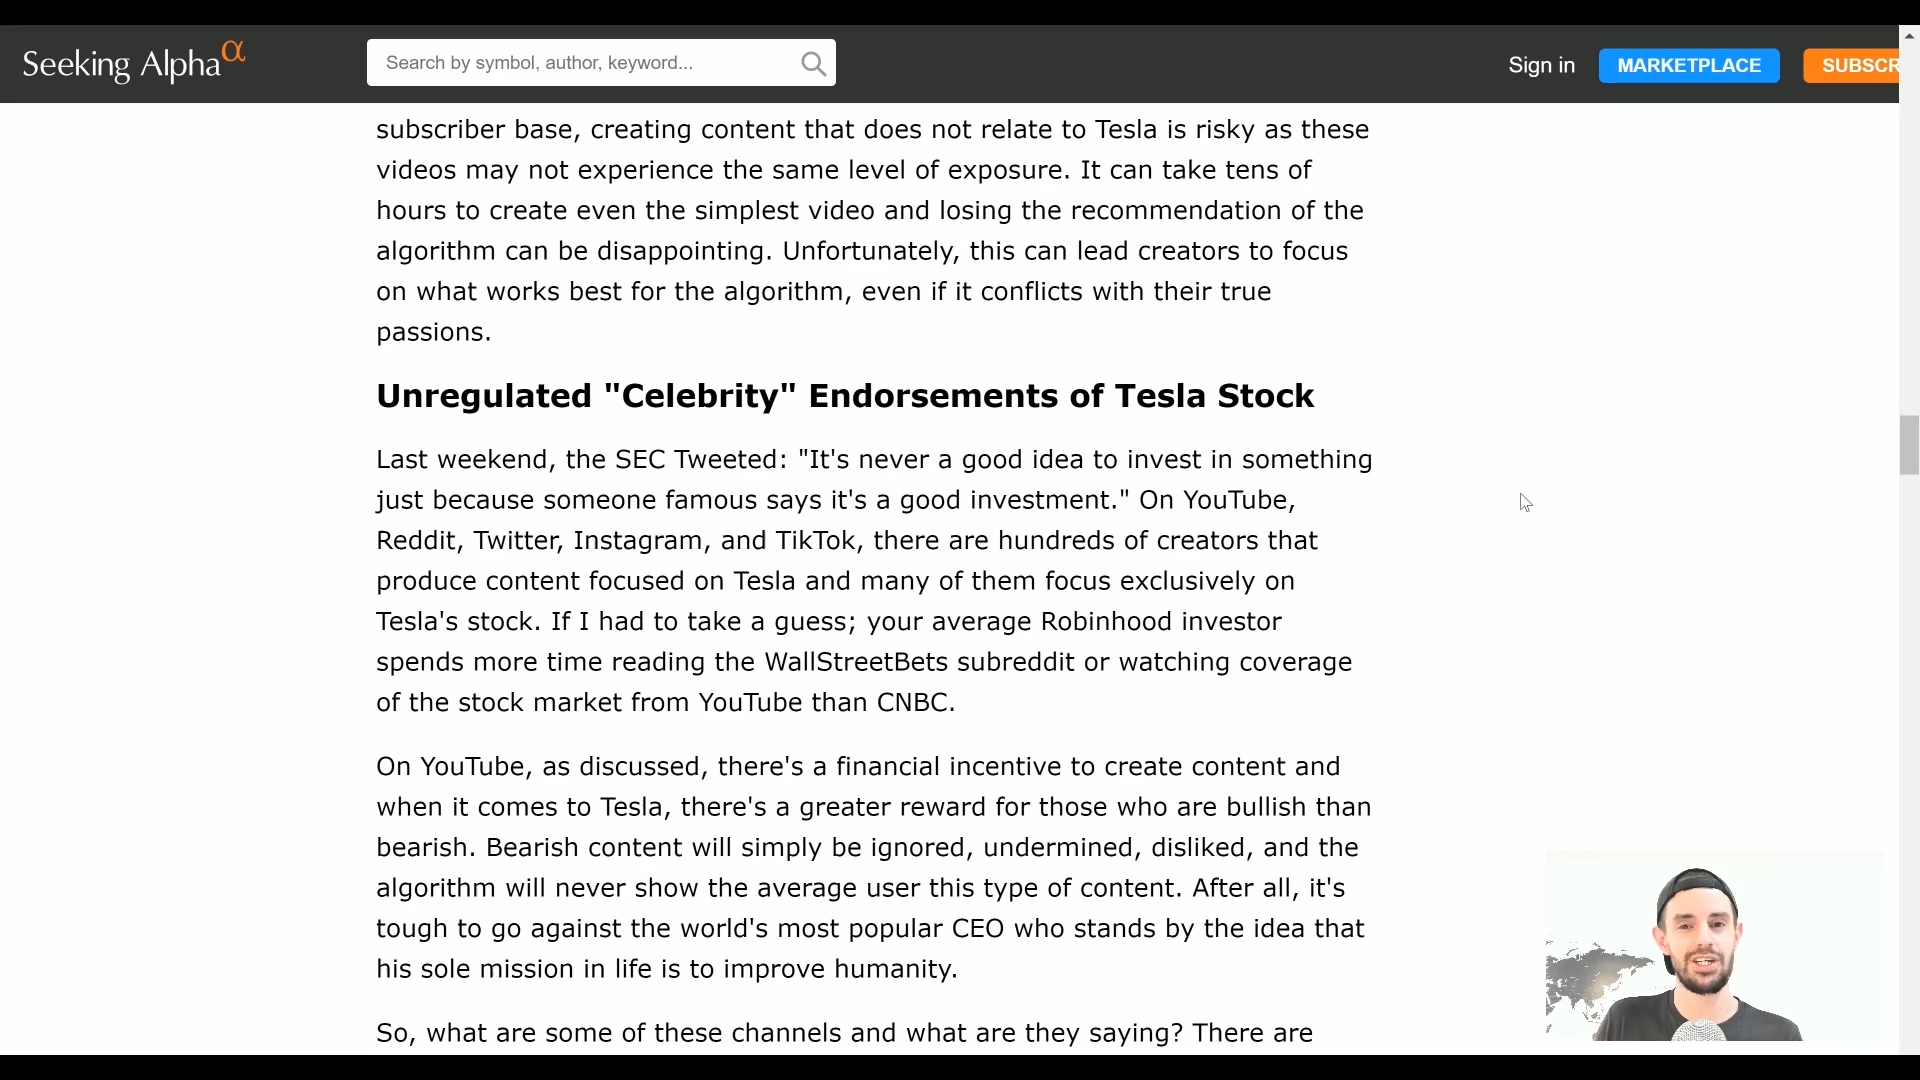 Seeking Alpha α
Search by symbol, author, keyword...
Sign in
MARKETPLACE
SUBSCR
subscriber base, creating content that does not relate to Tesla is risky as these
videos may not experience the same level of exposure. It can take tens of
hours to create even the simplest video and losing the recommendation of the
algorithm can be disappointing. Unfortunately, this can lead creators to focus
on what works best for the algorithm, even if it conflicts with their true
passions.
Unregulated "Celebrity" Endorsements of Tesla Stock
Last weekend, the SEC Tweeted: "It's never a good idea to invest in something
just because someone famous says it's a good investment." On YouTube,
Reddit, Twitter, Instagram, and TikTok, there are hundreds of creators that
produce content focused on Tesla and many of them focus exclusively on
Tesla's stock. If I had to take a guess; your average Robinhood investor
spends more time reading the WallStreetBets subreddit or watching coverage
of the stock market from YouTube than CNBC.
On YouTube, as discussed, there's a financial incentive to create content and
when it comes to Tesla, there's a greater reward for those who are bullish than
bearish. Bearish content will simply be ignored, undermined, disliked, and the
algorithm will never show the average user this type of content. After all, it's
tough to go against the world's most popular CEO who stands by the idea that
his sole mission in life is to improve humanity.
So, what are some of these channels and what are they saying? There are